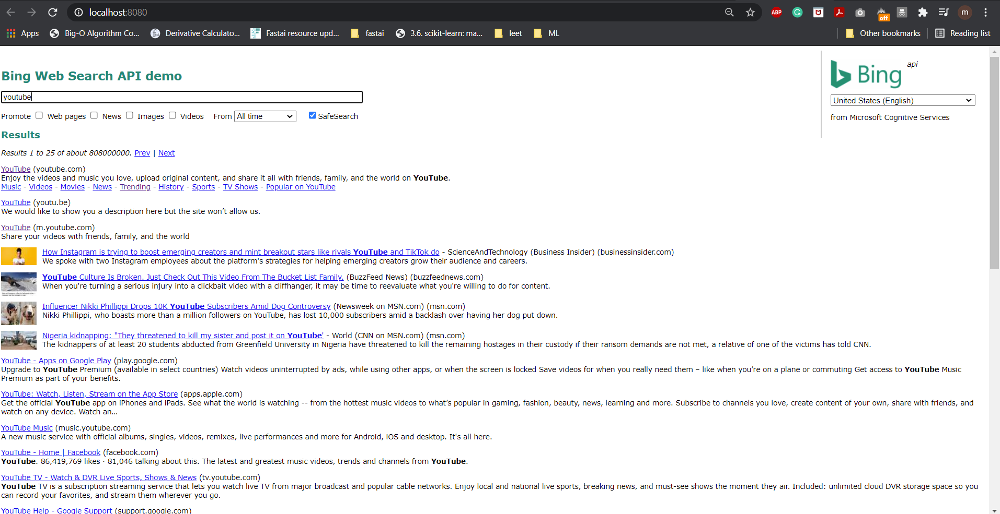 localhost:8080
ABP
off
m
Apps
Big-O Algorithm Co...
Derivative Calculato...
Fastai resource upd...
fastai
3.6. scikit-learn: ma...
leet
ML
Other bookmarks
Reading list
Bing Web Search API demo
Bing api
youtube
United States (English)
Promote Web pages News Images Videos From All time SafeSearch
from Microsoft Cognitive Services
Results
Results 1 to 25 of about 808000000. Prev | Next
YouTube (youtube.com)
Enjoy the videos and music you love, upload original content, and share it all with friends, family, and the world on YouTube.
Music - Videos - Movies - News - Trending - History - Sports - TV Shows - Popular on YouTube
YouTube (youtu.be)
We would like to show you a description here but the site won’t allow us.
YouTube (m.youtube.com)
Share your videos with friends, family, and the world
How Instagram is trying to boost emerging creators and mint breakout stars like rivals YouTube and TikTok do - ScienceAndTechnology (Business Insider) (businessinsider.com)
We spoke with two Instagram employees about the platform's strategies for helping emerging creators grow their audience and careers.
YouTube Culture Is Broken. Just Check Out This Video From The Bucket List Family. (BuzzFeed News) (buzzfeednews.com)
When you're turning a serious injury into a clickbait video with a cliffhanger, it may be time to reevaluate what you're willing to do for content.
Influencer Nikki Phillippi Drops 10K YouTube Subscribers Amid Dog Controversy (Newsweek on MSN.com) (msn.com)
Nikki Phillippi, who boasts more than a million followers on YouTube, has lost 10,000 subscribers amid a backlash over having her dog put down.
Nigeria kidnapping: "They threatened to kill my sister and post it on YouTube' - World (CNN on MSN.com) (msn.com)
The kidnappers of at least 20 students abducted from Greenfield University in Nigeria have threatened to kill the remaining hostages in their custody if their ransom demands are not met, a relative of one of the victims has told CNN.
YouTube - Apps on Google Play (play.google.com)
Upgrade to YouTube Premium (available in select countries) Watch videos uninterrupted by ads, while using other apps, or when the screen is locked Save videos for when you really need them – like when you’re on a plane or commuting Get access to YouTube Music
Premium as part of your benefits.
YouTube: Watch, Listen, Stream on the App Store (apps.apple.com)
Get the official YouTube app on iPhones and iPads. See what the world is watching -- from the hottest music videos to what’s popular in gaming, fashion, beauty, news, learning and more. Subscribe to channels you love, create content of your own, share with friends, and
watch on any device. Watch an…
YouTube Music (music.youtube.com)
A new music service with official albums, singles, videos, remixes, live performances and more for Android, iOS and desktop. It's all here.
YouTube - Home | Facebook (facebook.com)
YouTube. 86,419,769 likes · 81,046 talking about this. The latest and greatest music videos, trends and channels from YouTube.
YouTube TV - Watch & DVR Live Sports, Shows & News (tv.youtube.com)
YouTube TV is a subscription streaming service that lets you watch live TV from major broadcast and popular cable networks. Enjoy local and national live sports, breaking news, and must-see shows the moment they air. Included: unlimited cloud DVR storage space so you
can record your favorites, and stream them wherever you go.
YouTube Help - Google Support (support.google.com)